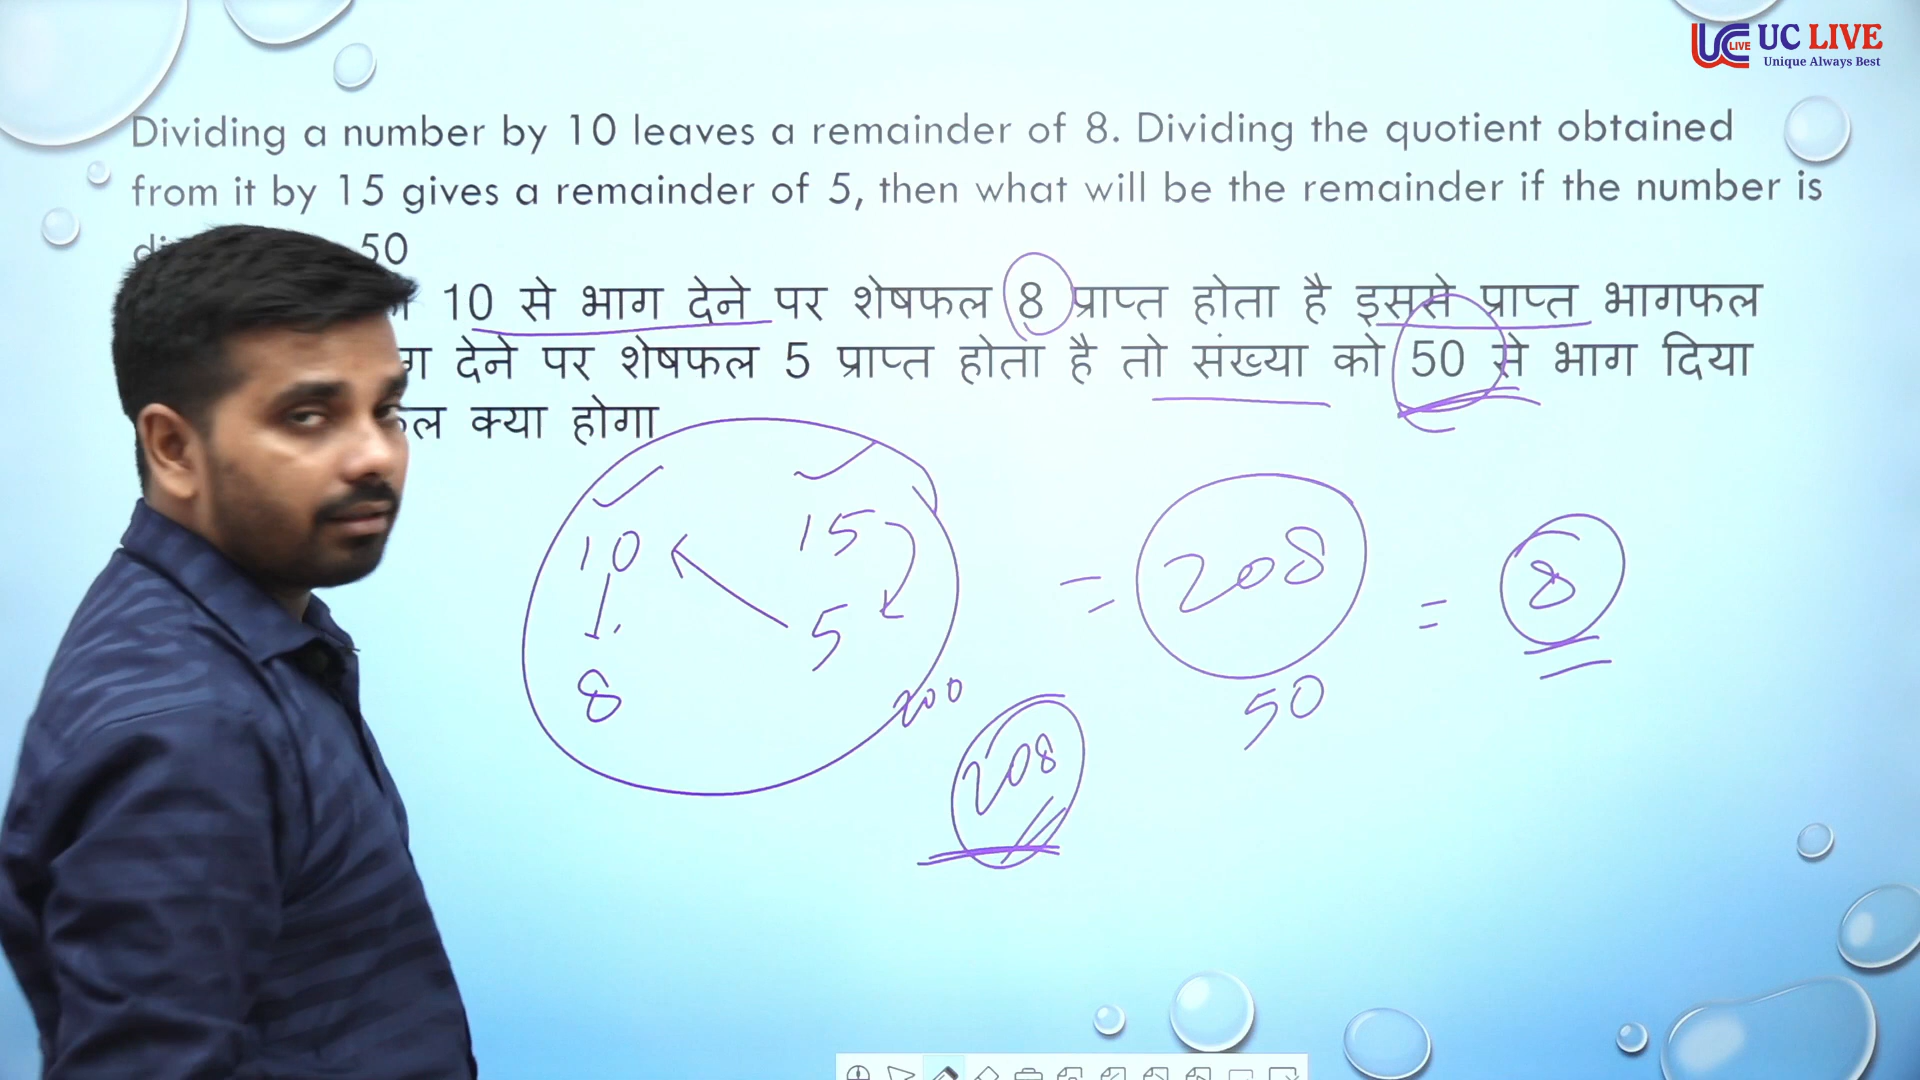 UC LIVE
LIVE
Unique Always Best
Dividing a number by 10 leaves a remainder of 8. Dividing the quotient obtained
from it by 15 gives a remainder of 5, then what will be the remainder if the number is
50
10 से भाग देने पर शेषफल 8 प्राप्त होता है इससे प्राप्त भागफल
देने पर शेषफल 5 प्राप्त होता है तो संख्या को 50 से भाग दिया
क्या होगा
10 15 = 208 = 8
1. 5 50
8 200
208